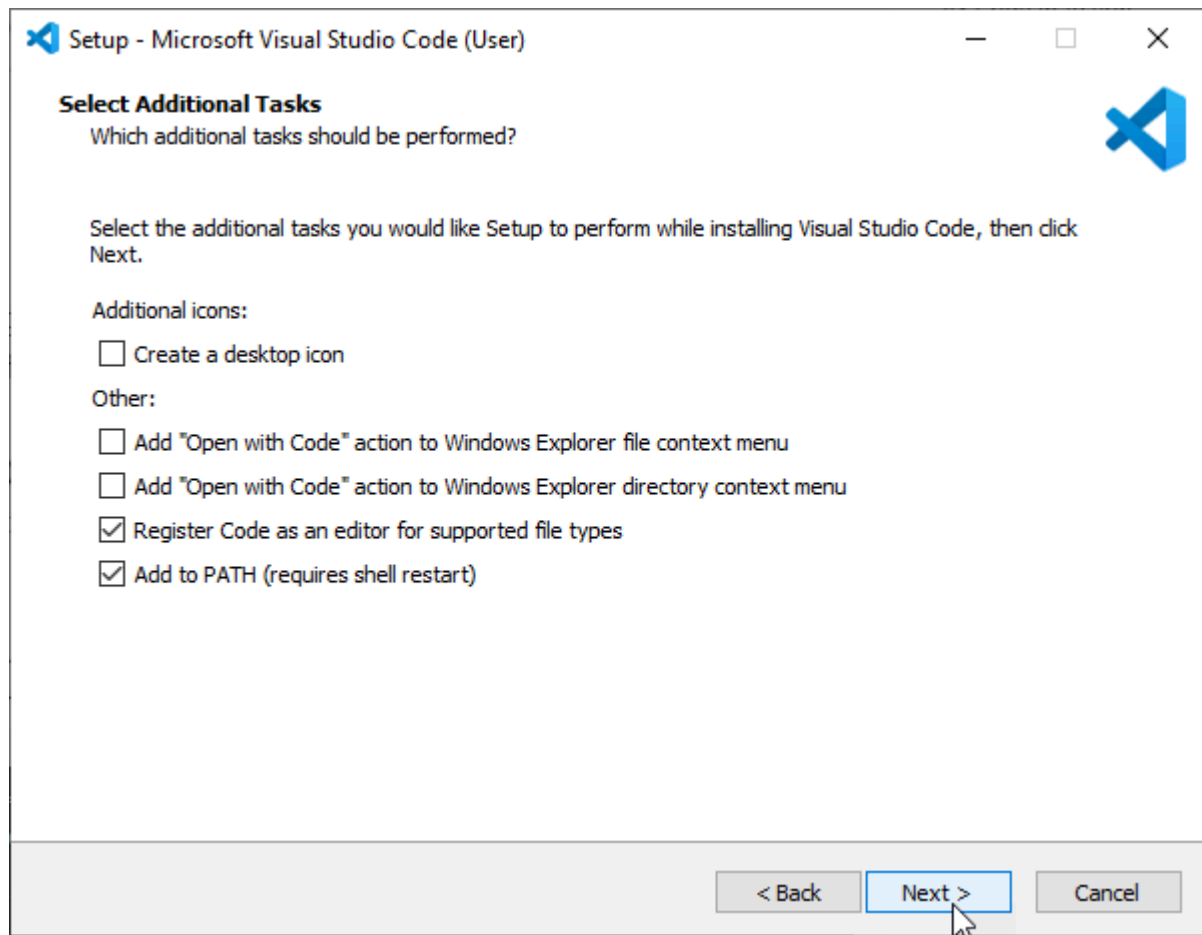 Setup - Microsoft Visual Studio Code (User)
Select Additional Tasks
Which additional tasks should be performed?
Select the additional tasks you would like Setup to perform while installing Visual Studio Code, then click
Next.
Additional icons:
Create a desktop icon
Other:
Add "Open with Code" action to Windows Explorer file context menu
Add "Open with Code" action to Windows Explorer directory context menu
Register Code as an editor for supported file types
Add to PATH (requires shell restart)
< Back Next > Cancel